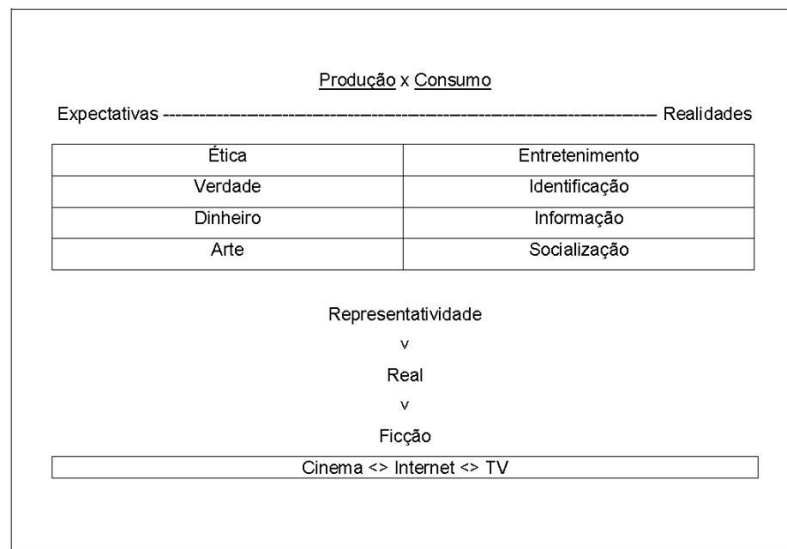 Produção x Consumo
Expectativas ------------------------------------------------------------------------------------ Realidades
Ética Entretenimento
Verdade Identificação
Dinheiro Informação
Arte Socialização
Representatividade
v
Real
v
Ficção
Cinema <> Internet <> TV